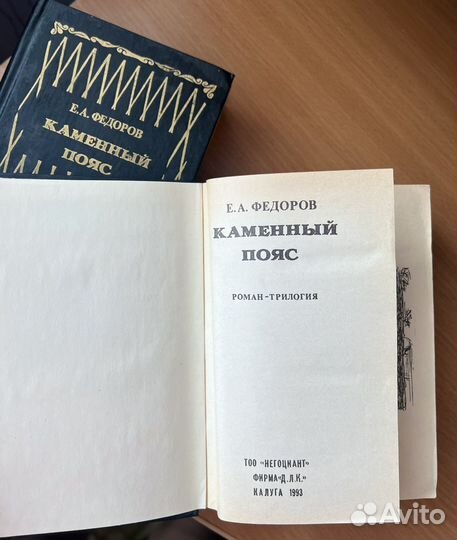 Е.А. ФЕДОРОВ
КАМЕННЫЙ
ПОЯС
Е.А. ФЕДОРОВ
КАМЕННЫЙ
ПОЯС
РОМАН-ТРИЛОГИЯ
ТОО "НЕГОЦИАНТ"
ФИРМА "Д.Л.К."
КАЛУГА 1993
Avito